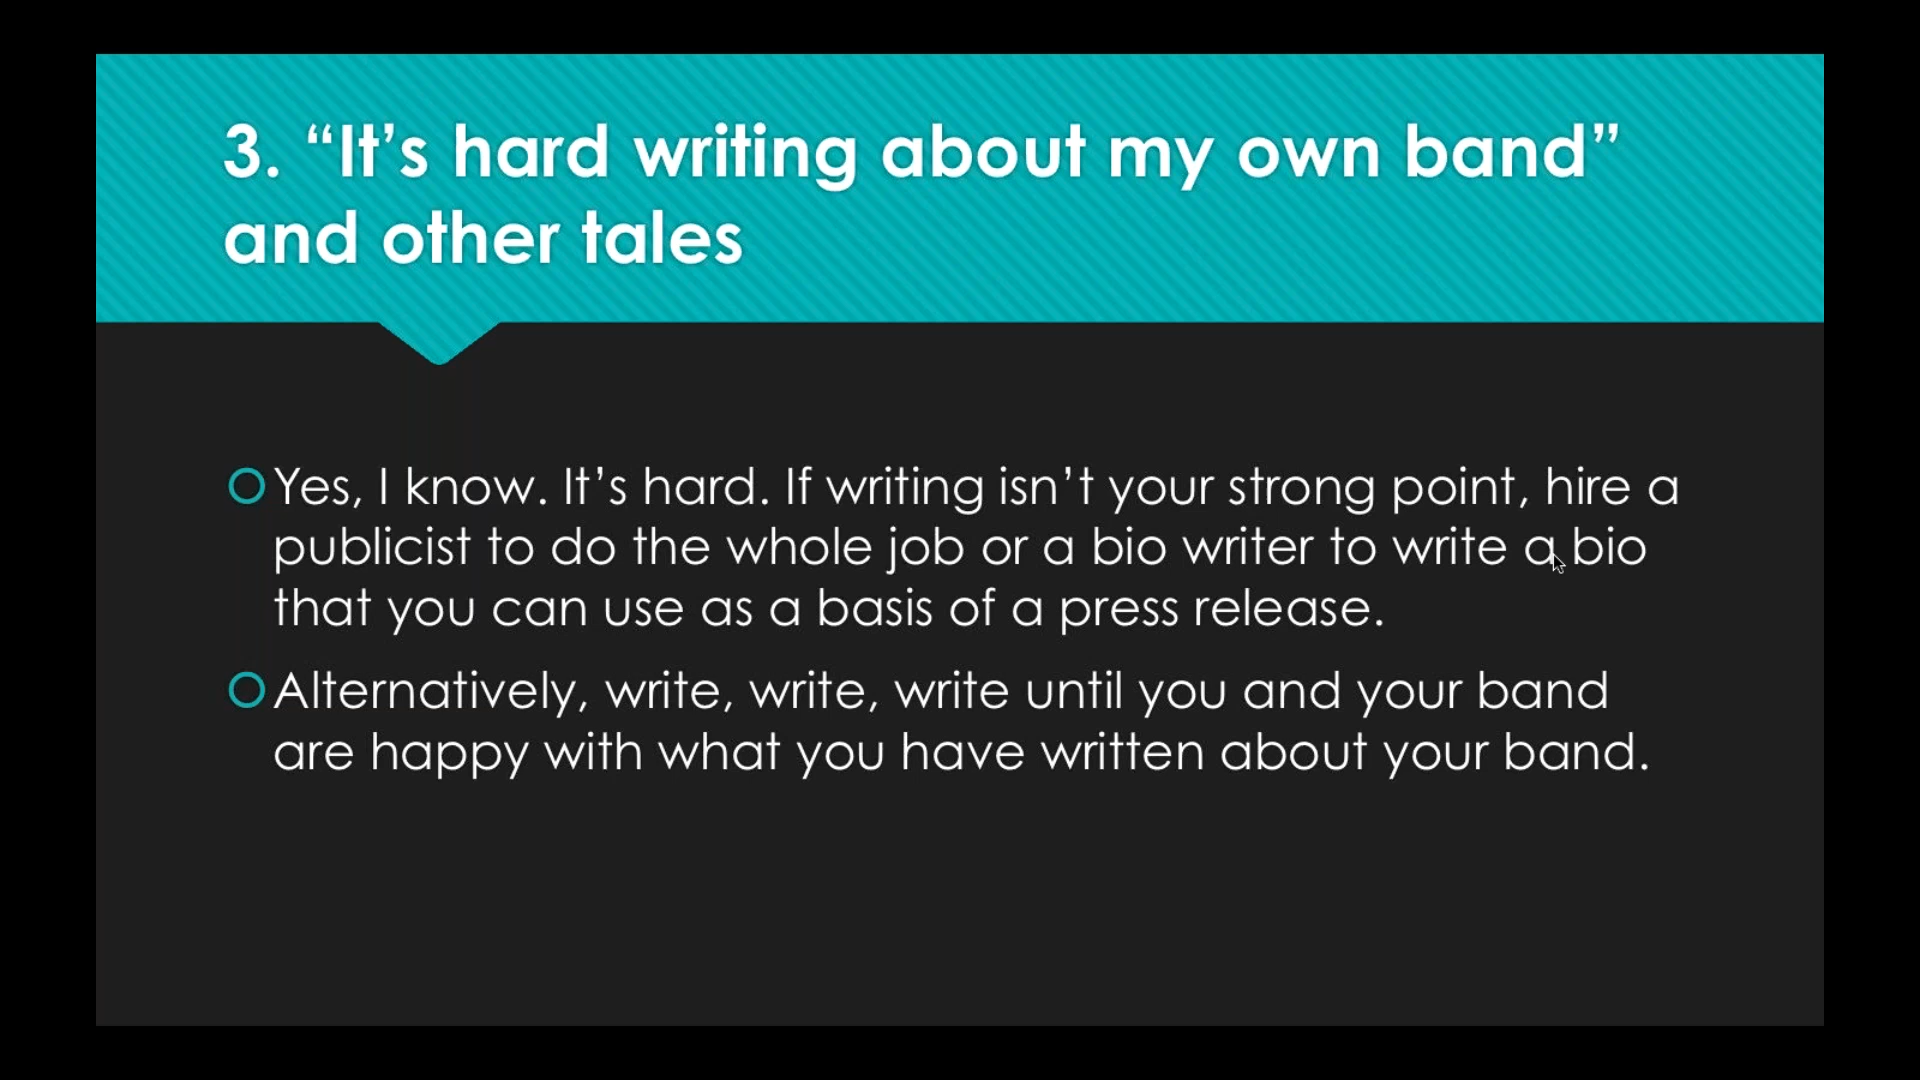 3. “It’s hard writing about my own band”
and other tales
Yes, I know. It’s hard. If writing isn’t your strong point, hire a
publicist to do the whole job or a bio writer to write a bio
that you can use as a basis of a press release.
Alternatively, write, write, write until you and your band
are happy with what you have written about your band.